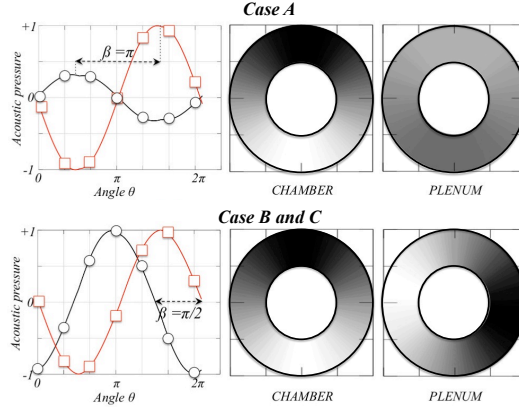 Case A
Acoustic pressure
+1
0
-1
β = π
0
π
2π
Angle θ
CHAMBER
PLENUM
Case B and C
Acoustic pressure
+1
0
-1
β = π/2
0
π
2π
Angle θ
CHAMBER
PLENUM